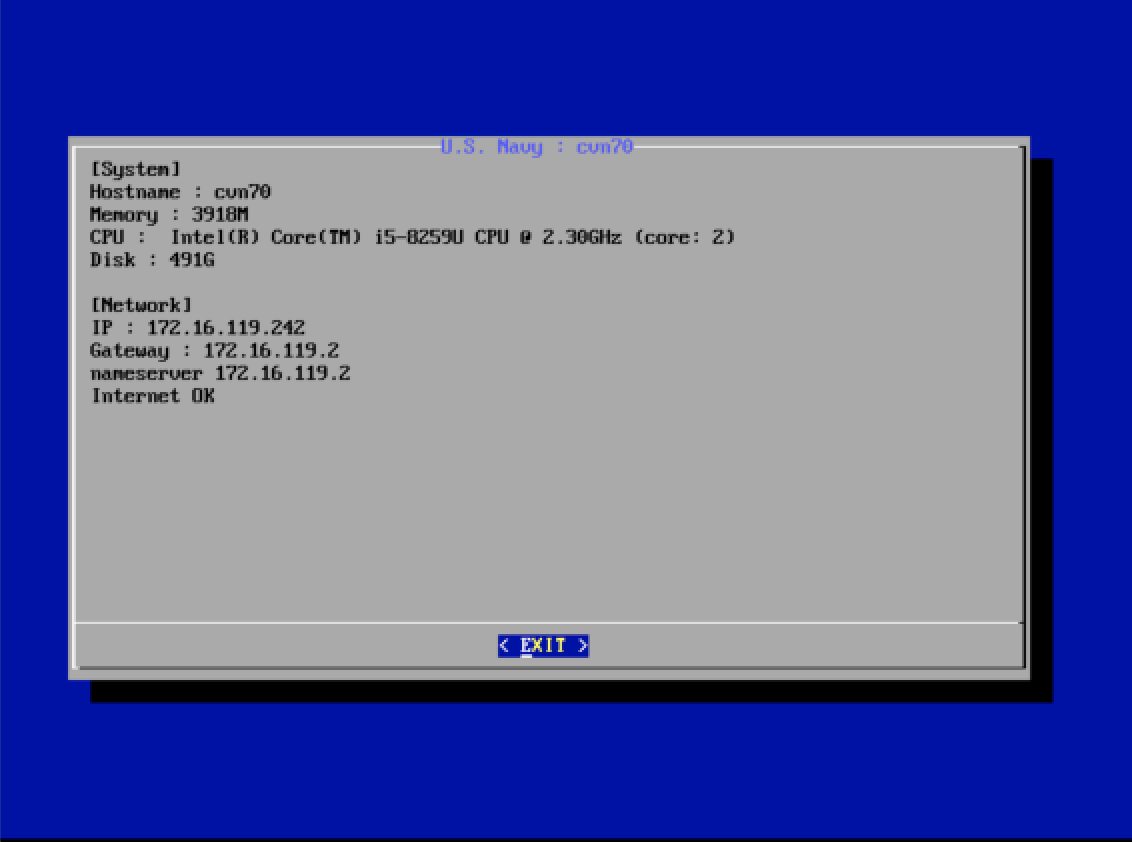 U.S. Navy : cvn70
[System]
Hostname : cvn70
Memory : 3918M
CPU :  Intel(R) Core(TM) i5-8259U CPU @ 2.30GHz (core: 2)
Disk : 491G
[Network]
IP : 172.16.119.242
Gateway : 172.16.119.2
nameserver 172.16.119.2
Internet OK
< EXIT >